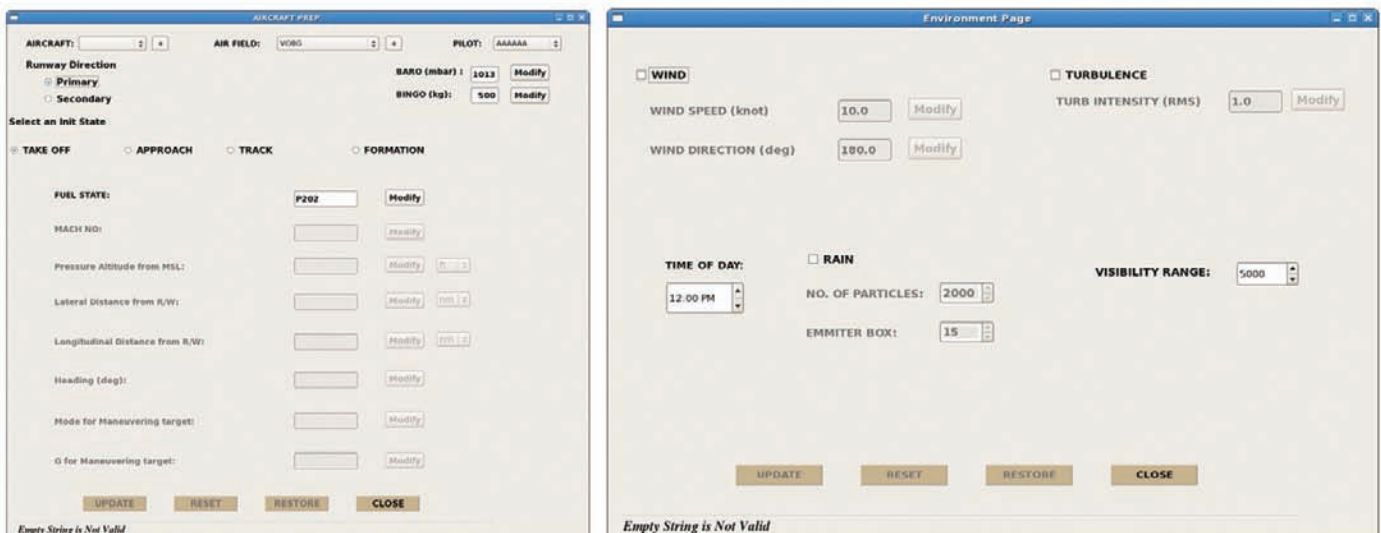 AIRCRAFT PREP
AIRCRAFT: + AIR FIELD: VOBG + PILOT: AAAAAA
Runway Direction
Primary
Secondary
BARO (mbar) : 1013 Modify
BINGO (kg): 500 Modify
Select an Init State
TAKE OFF APPROACH TRACK FORMATION
FUEL STATE: P202 Modify
MACH NO: Modify
Pressure Altitude from MSL: Modify ft
Lateral Distance from R/W: Modify nm
Longitudinal Distance from R/W: Modify nm
Heading (deg): Modify
Mode for Maneuvering target: Modify
G for Maneuvering target: Modify
UPDATE RESET RESTORE CLOSE
Empty String is Not Valid
Environment Page
WIND
WIND SPEED (knot) 10.0 Modify
WIND DIRECTION (deg) 180.0 Modify
TURBULENCE
TURB INTENSITY (RMS) 1.0 Modify
TIME OF DAY:
12:00 PM
RAIN
NO. OF PARTICLES: 2000
EMMITER BOX: 15
VISIBILITY RANGE: 5000
UPDATE RESET RESTORE CLOSE
Empty String is Not Valid